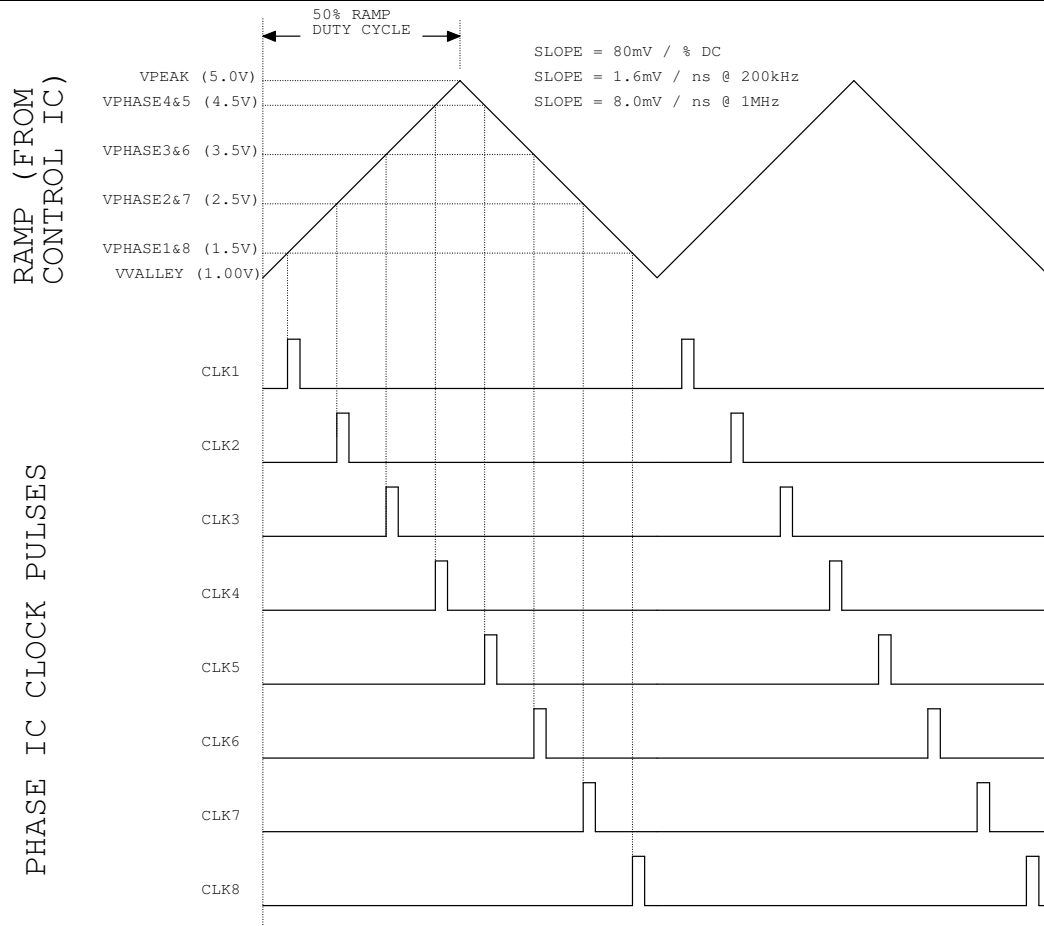 50% RAMP
DUTY CYCLE
SLOPE = 80mV / % DC
SLOPE = 1.6mV / ns @ 200kHz
SLOPE = 8.0mV / ns @ 1MHz
RAMP (FROM
CONTROL IC)
VPEAK (5.0V)
VPHASE4&5 (4.5V)
VPHASE3&6 (3.5V)
VPHASE2&7 (2.5V)
VPHASE1&8 (1.5V)
VVALLEY (1.00V)
PHASE IC CLOCK PULSES
CLK1
CLK2
CLK3
CLK4
CLK5
CLK6
CLK7
CLK8